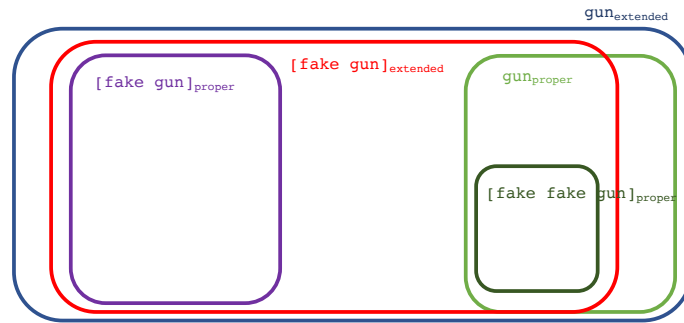 gun_extended
[fake gun]_extended
[fake gun]_proper
gun_proper
[fake fake gun]_proper